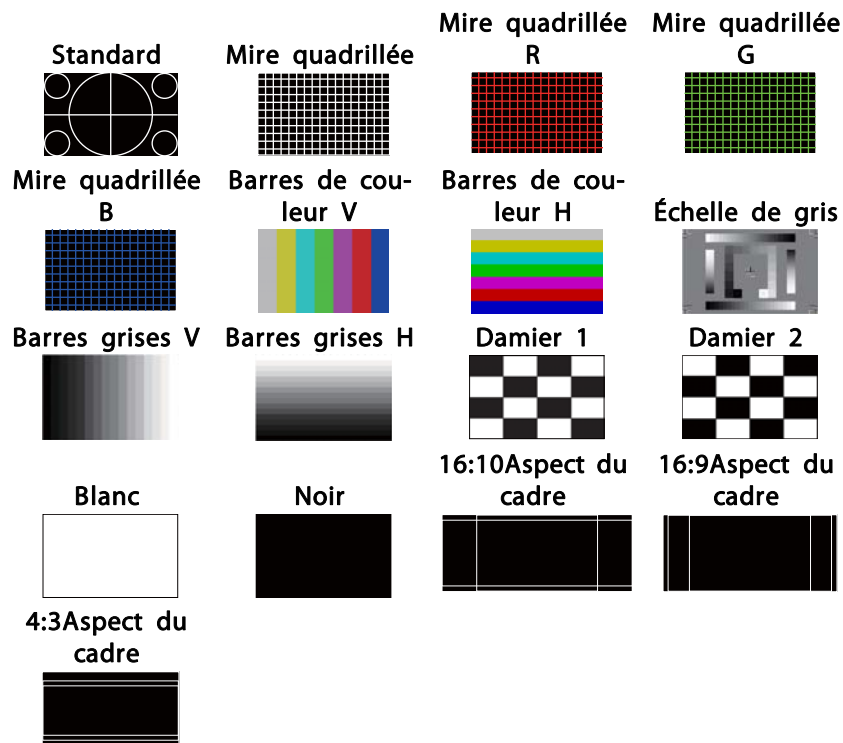 Standard
Mire quadrillée
Mire quadrillée
R
Mire quadrillée
G
Mire quadrillée
B
Barres de cou-
leur V
Barres de cou-
leur H
Échelle de gris
Barres grises V
Barres grises H
Damier 1
Damier 2
Blanc
Noir
16:10Aspect du
cadre
16:9Aspect du
cadre
4:3Aspect du
cadre